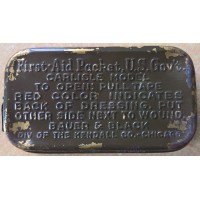 First-Aid Packet, U.S. Gov't.
CARLISLE MODEL
TO OPEN: PULL TAPE
RED COLOR INDICATES
BACK OF DRESSING. PUT
OTHER SIDE NEXT TO WOUND
BAUER & BLACK
DIV OF THE KENDALL CO.-CHICAGO